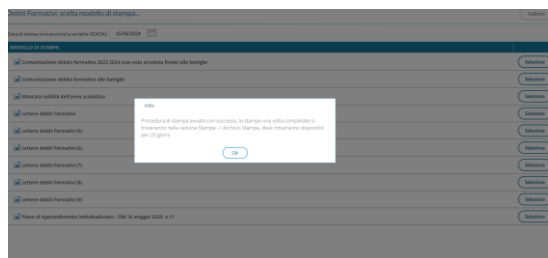 Debiti Formativi, scelta modello di stampa...
Indietro
Data di stampa (ove prevista la variabile $DATA): 15/06/2024
MODELLO DI STAMPA
Comunicazione debito formativo 2023 2024 (con voto scrutinio finale) alle famiglie
Seleziona
Comunicazione debito formativo alle famiglie
Seleziona
Mancata validità dell'anno scolastico
Seleziona
Lettere debiti Formativi
Seleziona
Lettere debiti Formativi (5)
Seleziona
Lettere debiti Formativi (6)
Seleziona
Lettere debiti Formativi (7)
Seleziona
Lettere debiti Formativi (8)
Seleziona
Lettere debiti Formativi (9)
Seleziona
Piano di Apprendimento Individualizzato - OM 16 maggio 2020, n.11
Seleziona
Info
Procedura di stampa avviata con successo, le stampe una volta completate si
troveranno nella sezione Stampe -> Archivio Stampe, dove rimarranno disponibili
per 20 giorni
Ok